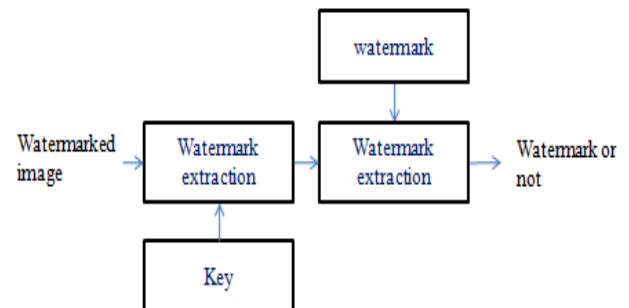 watermark
Watermarked
image
Watermark
extraction
Watermark
extraction
Watermark or
not
Key